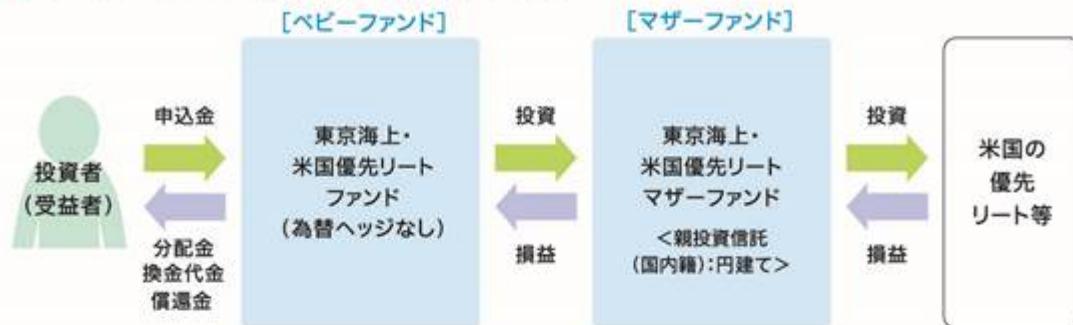 [ベビーファンド]
[マザーファンド]
投資者
(受益者)
申込金
分配金
換金代金
償還金
東京海上・
米国優先リート
ファンド
(為替ヘッジなし)
投資
損益
東京海上・
米国優先リート
マザーファンド
<親投資信託
(国内籍):円建て>
投資
損益
米国の
優先
リート等